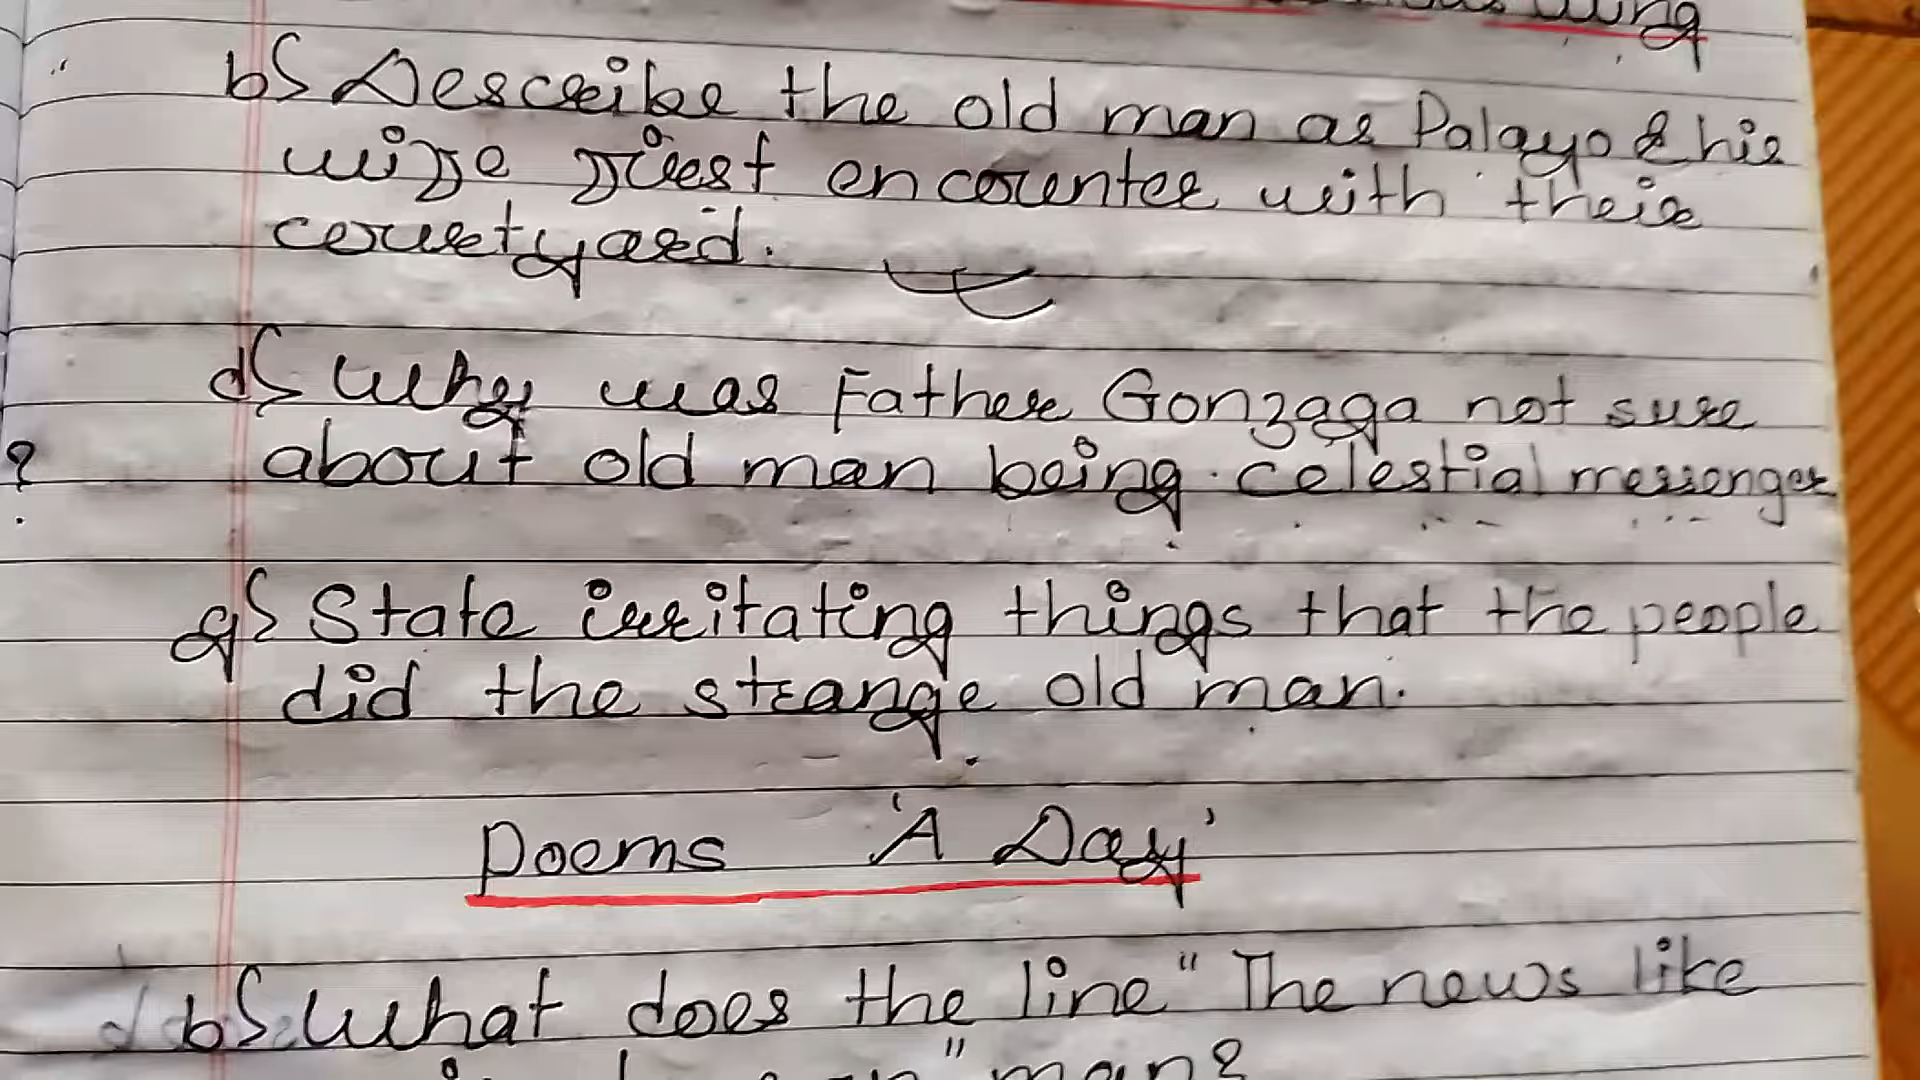 b) Describe the old man as Palayo & his
wife first encounter with their
courtyard.
d) Why was Father Gonzaga not sure
about old man being celestial messenger
?
g) State irritating things that the people
did the strange old man.
Poems 'A Day'
b) What does the line "The news like
" mean?